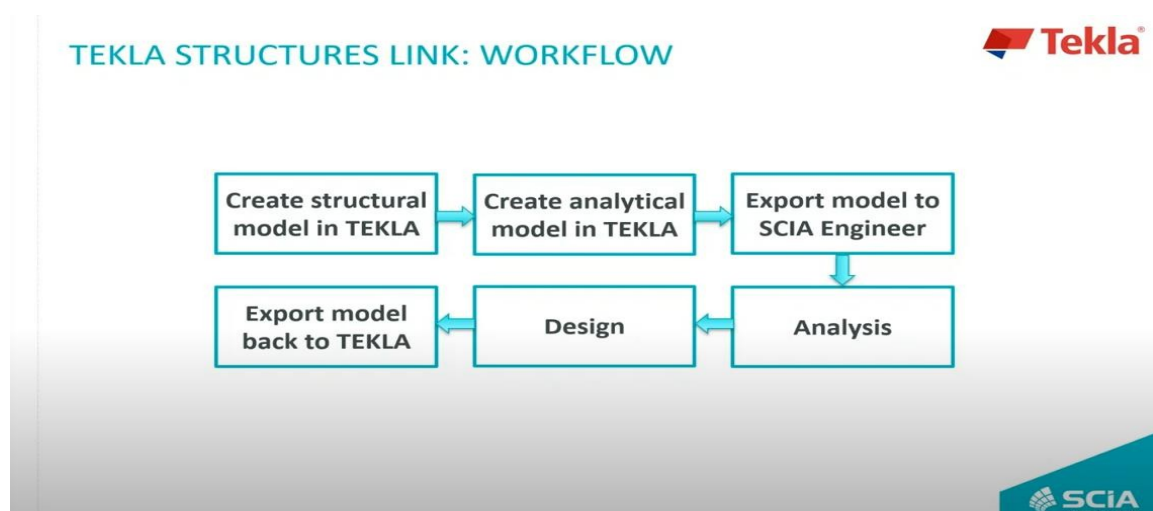 TEKLA STRUCTURES LINK: WORKFLOW
Tekla®
Create structural
model in TEKLA
Create analytical
model in TEKLA
Export model to
SCIA Engineer
Analysis
Design
Export model
back to TEKLA
SCiA